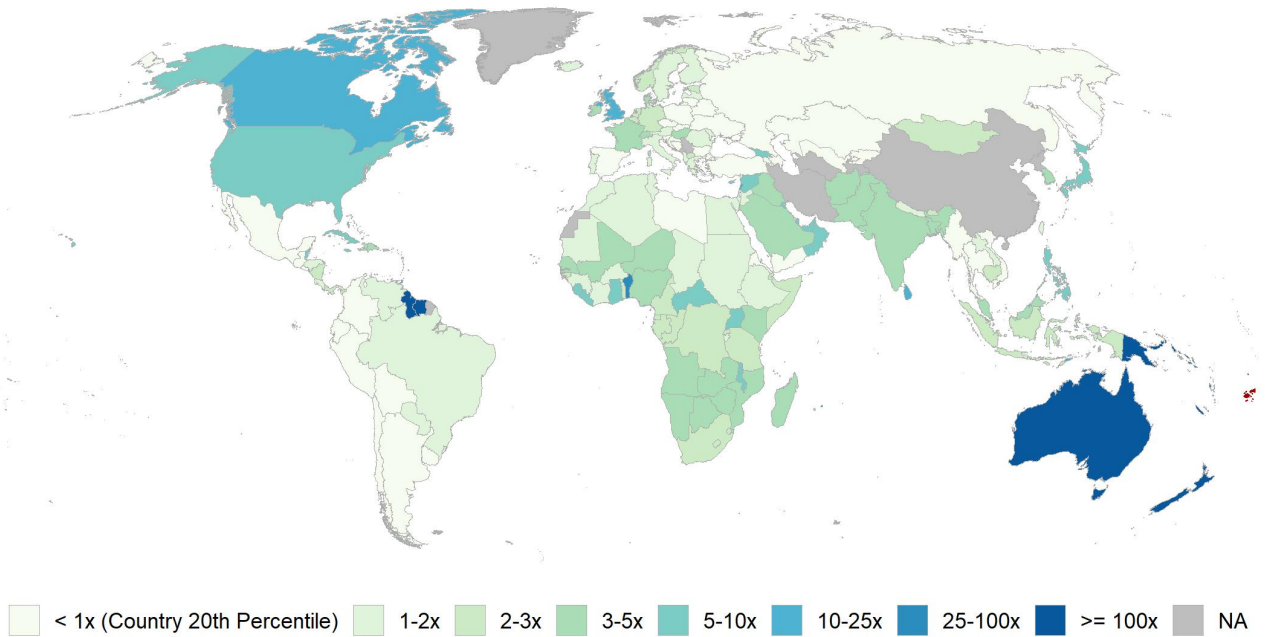 < 1x (Country 20th Percentile) 1-2x 2-3x 3-5x 5-10x 10-25x 25-100x >= 100x NA